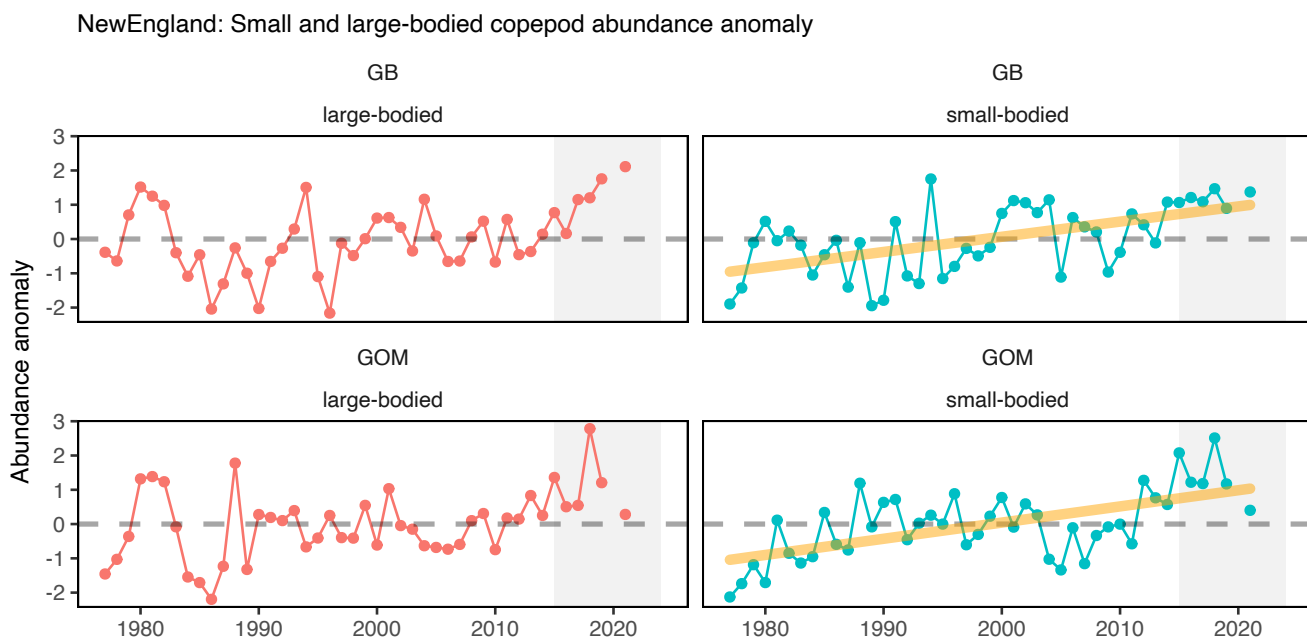 NewEngland: Small and large-bodied copepod abundance anomaly
GB
GB
large-bodied
small-bodied
3
2
1
0
-1
-2
GOM
GOM
large-bodied
small-bodied
3
2
1
0
-1
-2
Abundance anomaly
1980 1990 2000 2010 2020
1980 1990 2000 2010 2020